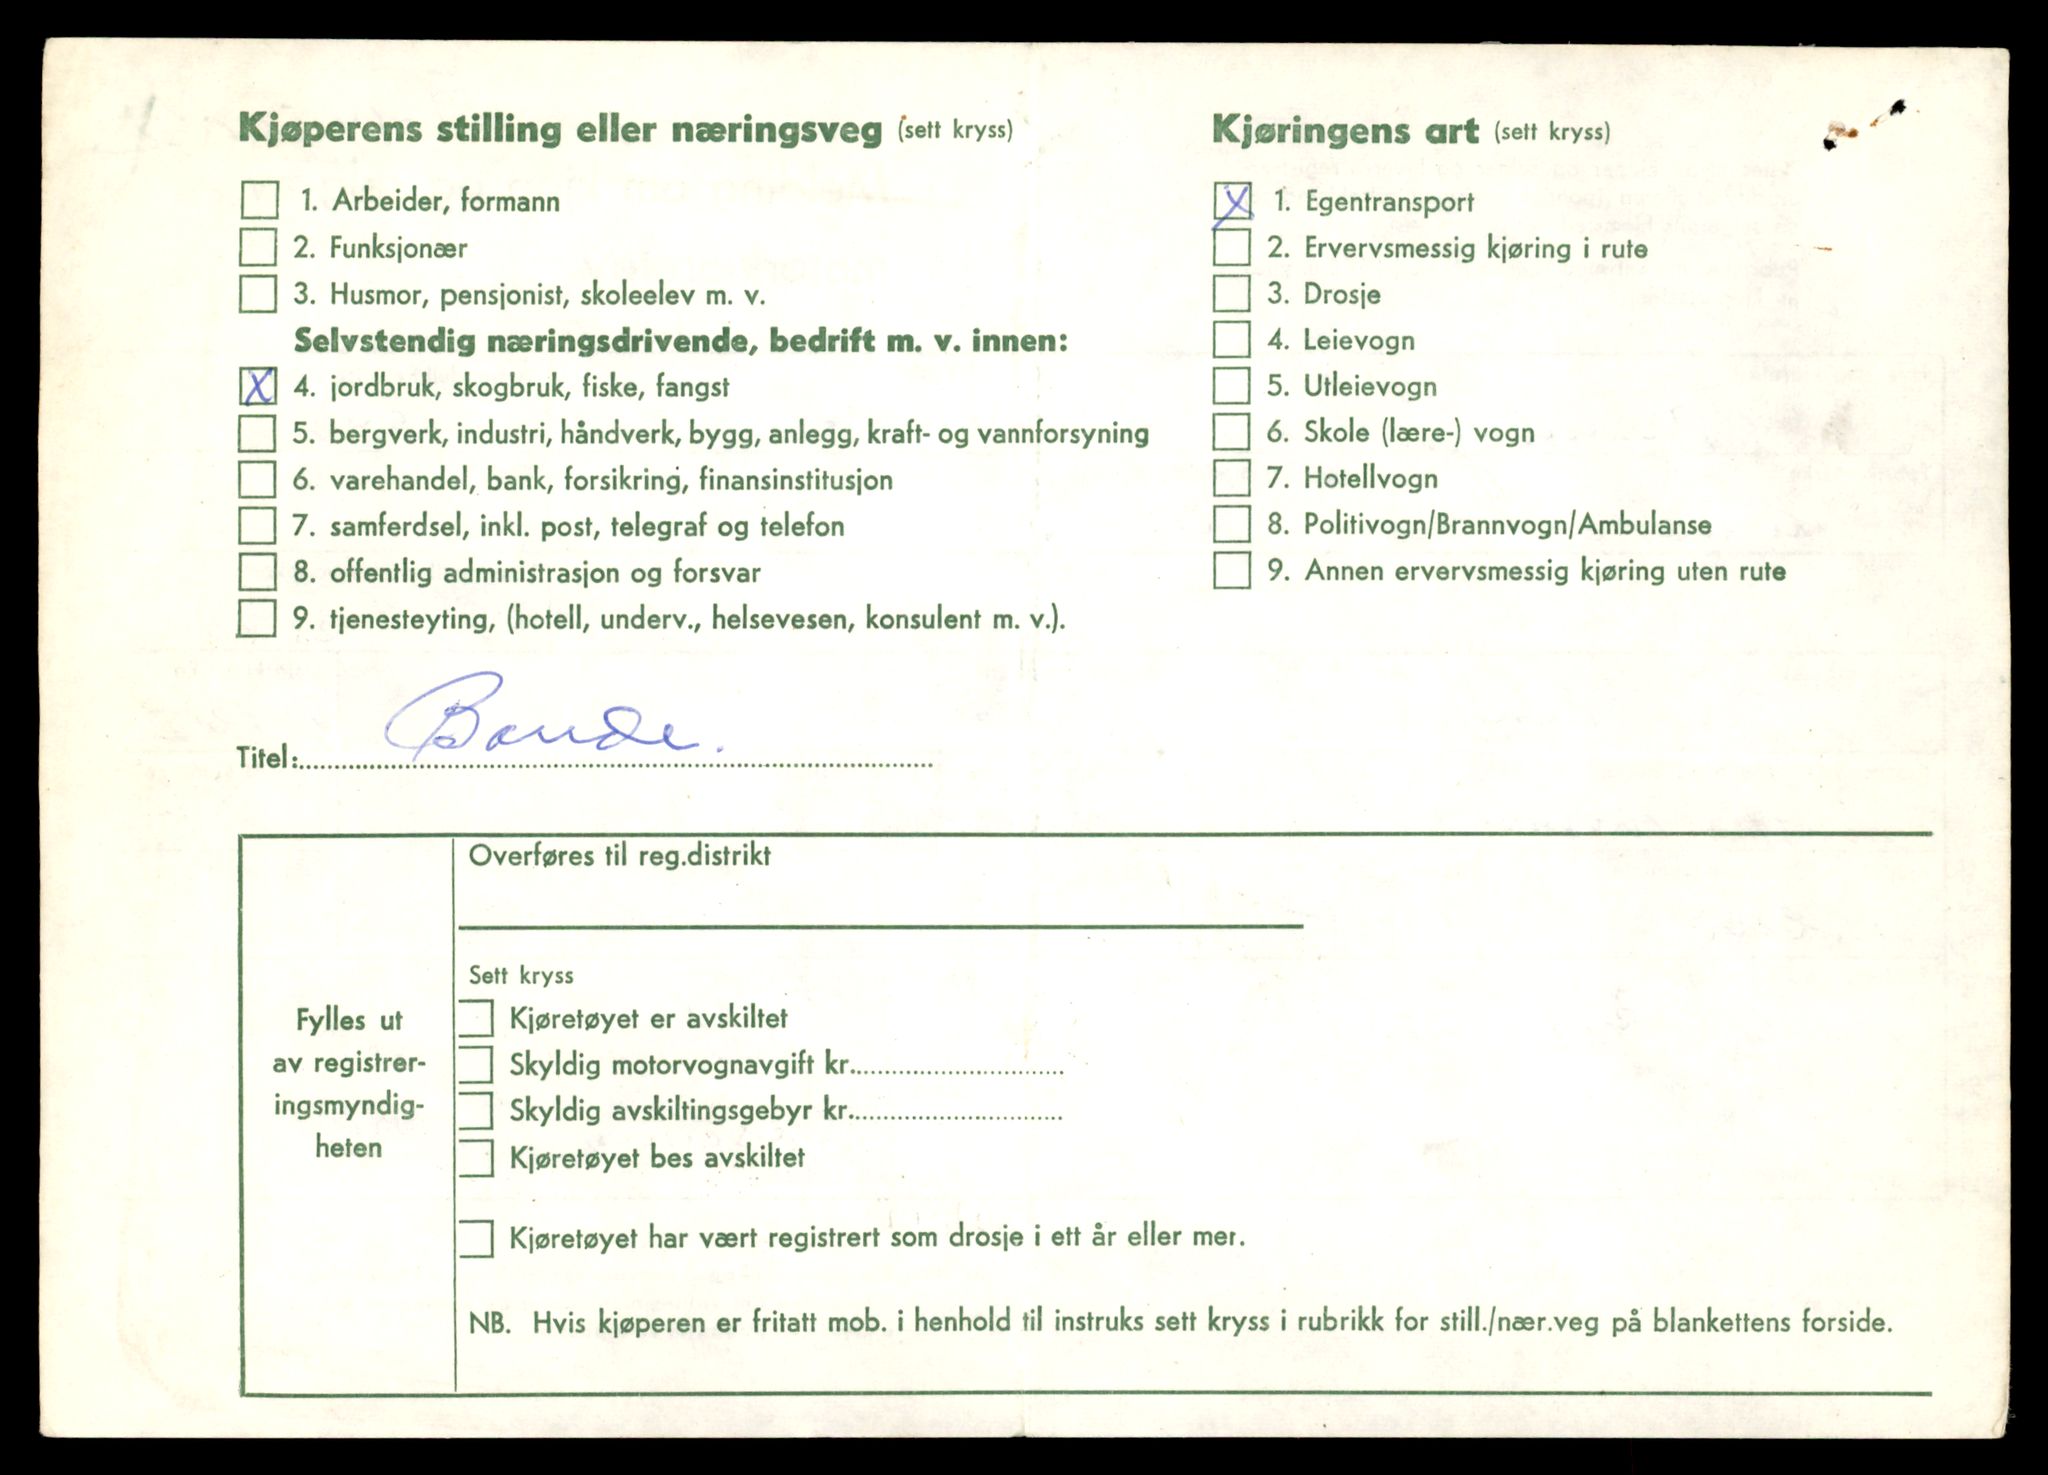 Kjøperens stilling eller næringsveg (sett kryss)
1. Arbeider, formann
2. Funksjonær
3. Husmor, pensjonist, skoleelev m. v.
Selvstendig næringsdrivende, bedrift m. v. innen:
X 4. jordbruk, skogbruk, fiske, fangst
5. bergverk, industri, håndverk, bygg, anlegg, kraft- og vannforsyning
6. varehandel, bank, forsikring, finansinstitusjon
7. samferdsel, inkl. post, telegraf og telefon
8. offentlig administrasjon og forsvar
9. tjenesteyting, (hotell, underv., helsevesen, konsulent m. v.).
Titel: Bonde.
Kjøringens art (sett kryss)
X 1. Egentransport
2. Ervervsmessig kjøring i rute
3. Drosje
4. Leievogn
5. Utleievogn
6. Skole (lære-) vogn
7. Hotellvogn
8. Politivogn/Brannvogn/Ambulanse
9. Annen ervervsmessig kjøring uten rute
Fylles ut
av registrer-
ingsmyndig-
heten
Overføres til reg.distrikt
Sett kryss
Kjøretøyet er avskiltet
Skyldig motorvognavgift kr.
Skyldig avskiltingsgebyr kr.
Kjøretøyet bes avskiltet
Kjøretøyet har vært registrert som drosje i ett år eller mer.
NB. Hvis kjøperen er fritatt mob. i henhold til instruks sett kryss i rubrikk for still./nær.veg på blankettens forside.